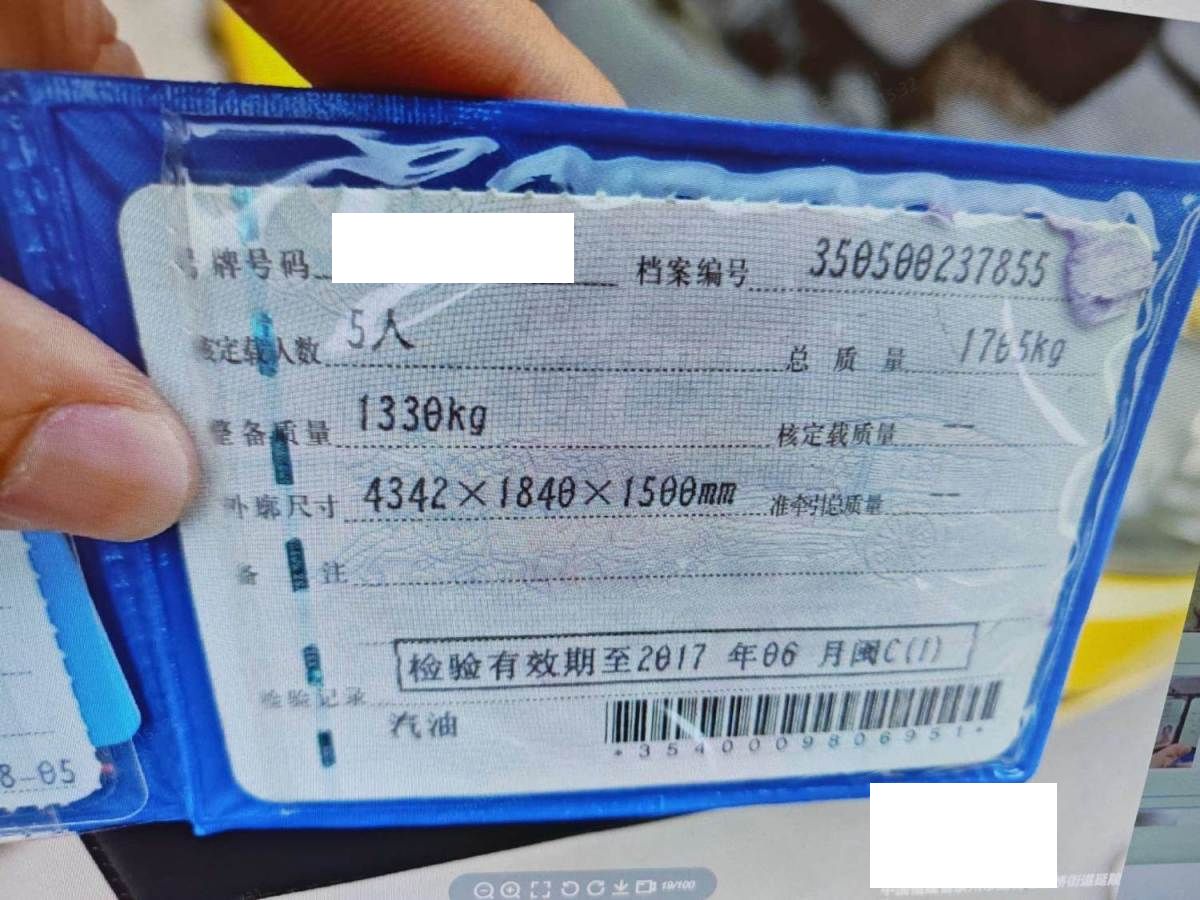 号牌号码
档案编号 350500237855
核定载人数 5人
总质量 1765kg
整备质量 1330kg
核定载质量 --
外廓尺寸 4342×1840×1500mm
准牵引总质量 --
备注
检验有效期至2017 年06 月闽C(f)
检验记录
汽油
*3540009806951*
8-05
19/100